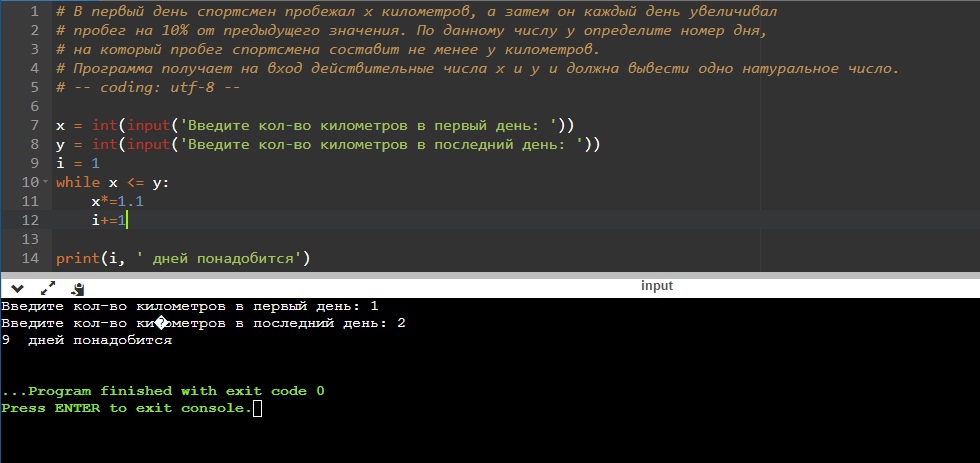 1 # В первый день спортсмен пробежал x километров, а затем он каждый день увеличивал
2 # пробег на 10% от предыдущего значения. По данному числу y определите номер дня,
3 # на который пробег спортсмена составит не менее y километров.
4 # Программа получает на вход действительные числа x и y и должна вывести одно натуральное число.
5 # -- coding: utf-8 --
6
7 x = int(input('Введите кол-во километров в первый день: '))
8 y = int(input('Введите кол-во километров в последний день: '))
9 i = 1
10 while x <= y:
11     x*=1.1
12     i+=1
13
14 print(i, ' дней понадобится')
input
Введите кол-во километров в первый день: 1
Введите кол-во ки�ометров в последний день: 2
9  дней понадобится
...Program finished with exit code 0
Press ENTER to exit console.